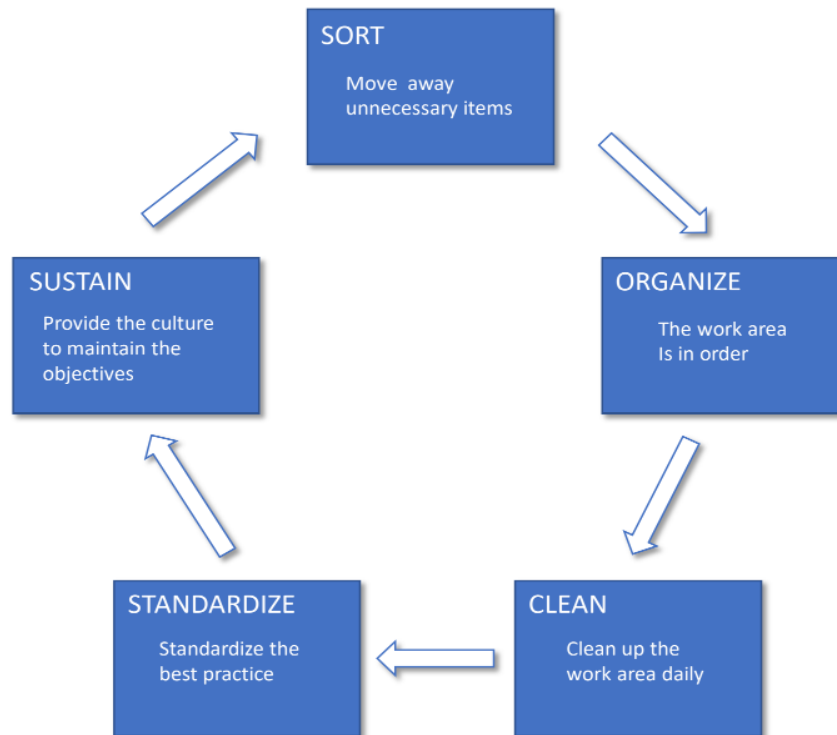 SORT
Move away
unnecessary items
ORGANIZE
The work area
Is in order
CLEAN
Clean up the
work area daily
STANDARDIZE
Standardize the
best practice
SUSTAIN
Provide the culture
to maintain the
objectives